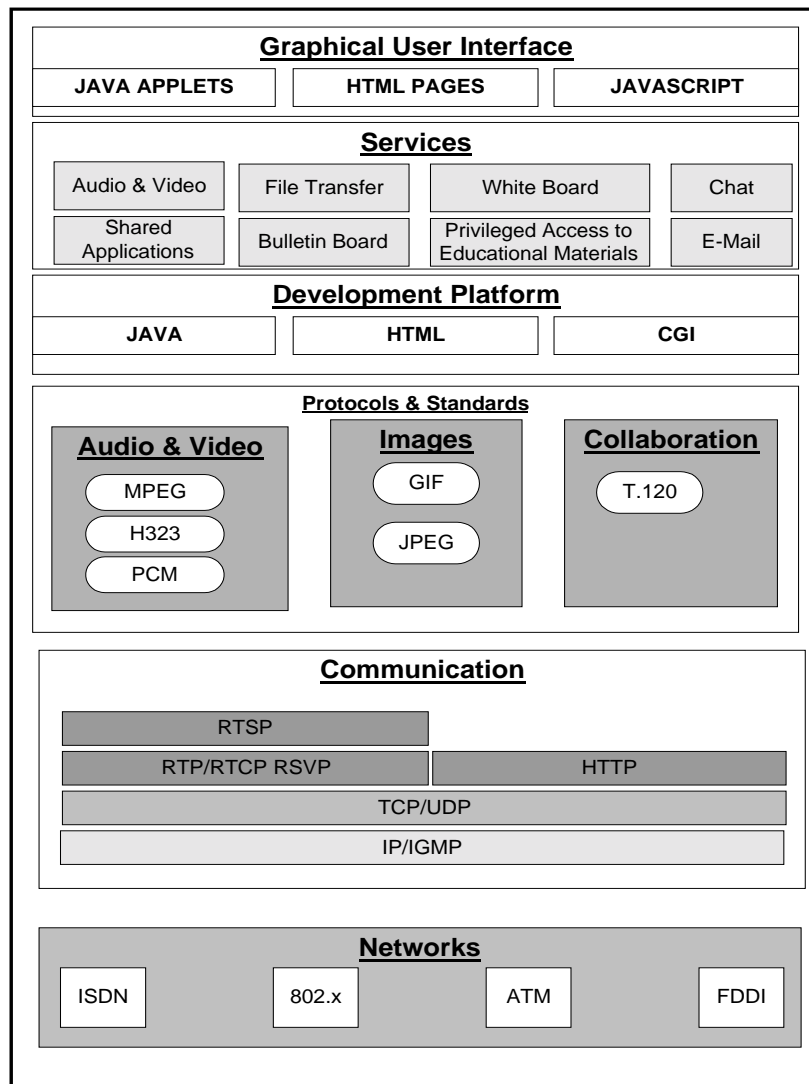 Graphical User Interface
JAVA APPLETS
HTML PAGES
JAVASCRIPT
Services
Audio & Video
File Transfer
White Board
Chat
Shared
Applications
Bulletin Board
Privileged Access to
Educational Materials
E-Mail
Development Platform
JAVA
HTML
CGI
Protocols & Standards
Audio & Video
MPEG
H323
PCM
Images
GIF
JPEG
Collaboration
T.120
Communication
RTSP
RTP/RTCP RSVP
HTTP
TCP/UDP
IP/IGMP
Networks
ISDN
802.x
ATM
FDDI